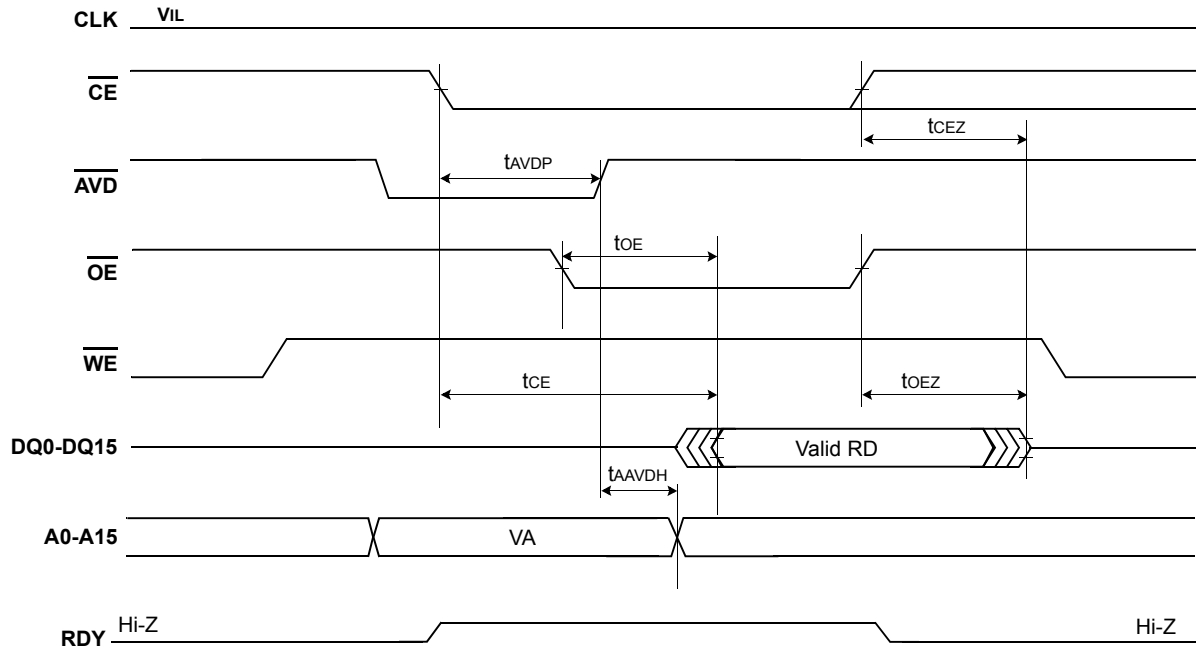 CLK VIL
CE
tCEZ
tAVDP
AVD
tOE
OE
WE
tCE tOEZ
DQ0-DQ15 Valid RD
tAAVDH
A0-A15 VA
RDY Hi-Z Hi-Z